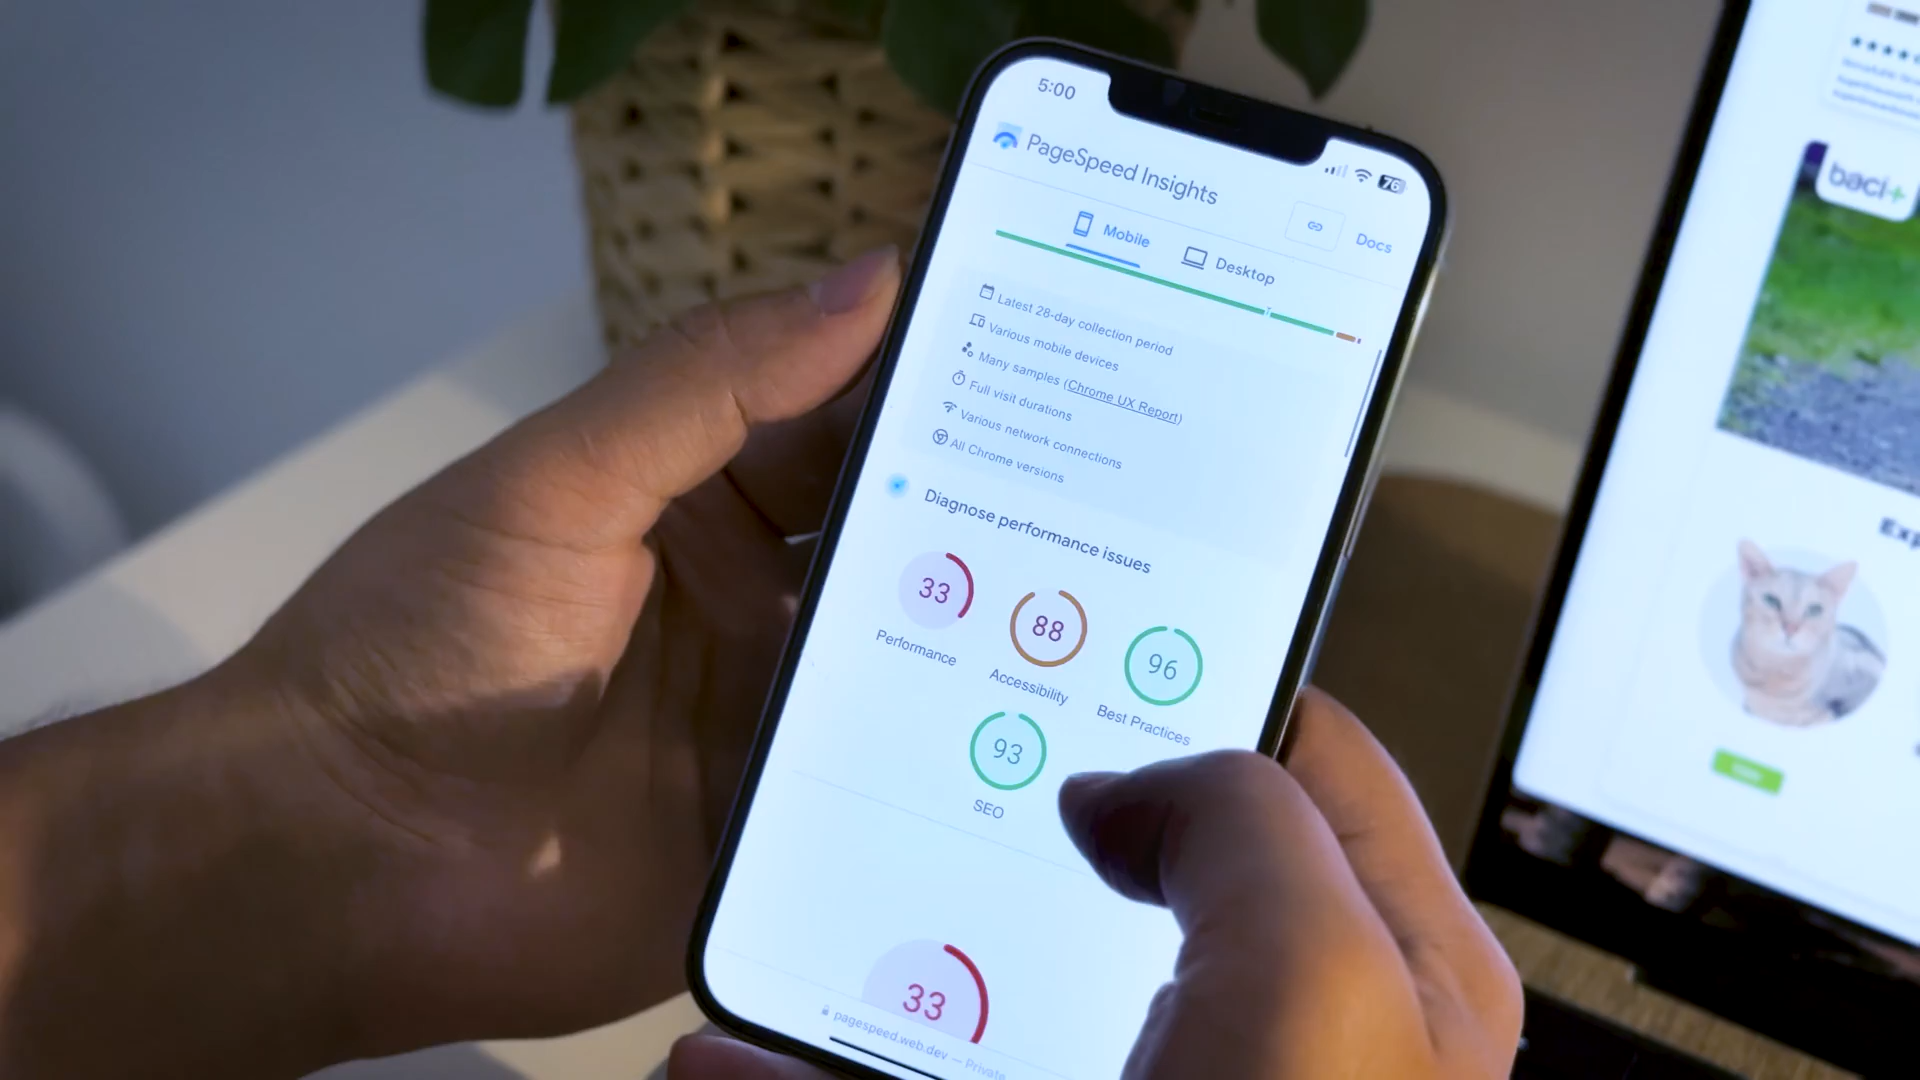 5:00
76
PageSpeed Insights
Docs
Mobile
Desktop
Latest 28-day collection period
Various mobile devices
Many samples (Chrome UX Report)
Full visit durations
Various network connections
All Chrome versions
Diagnose performance issues
33
Performance
88
Accessibility
96
Best Practices
93
SEO
33
pagespeed.web.dev — Private
baci+
Exp